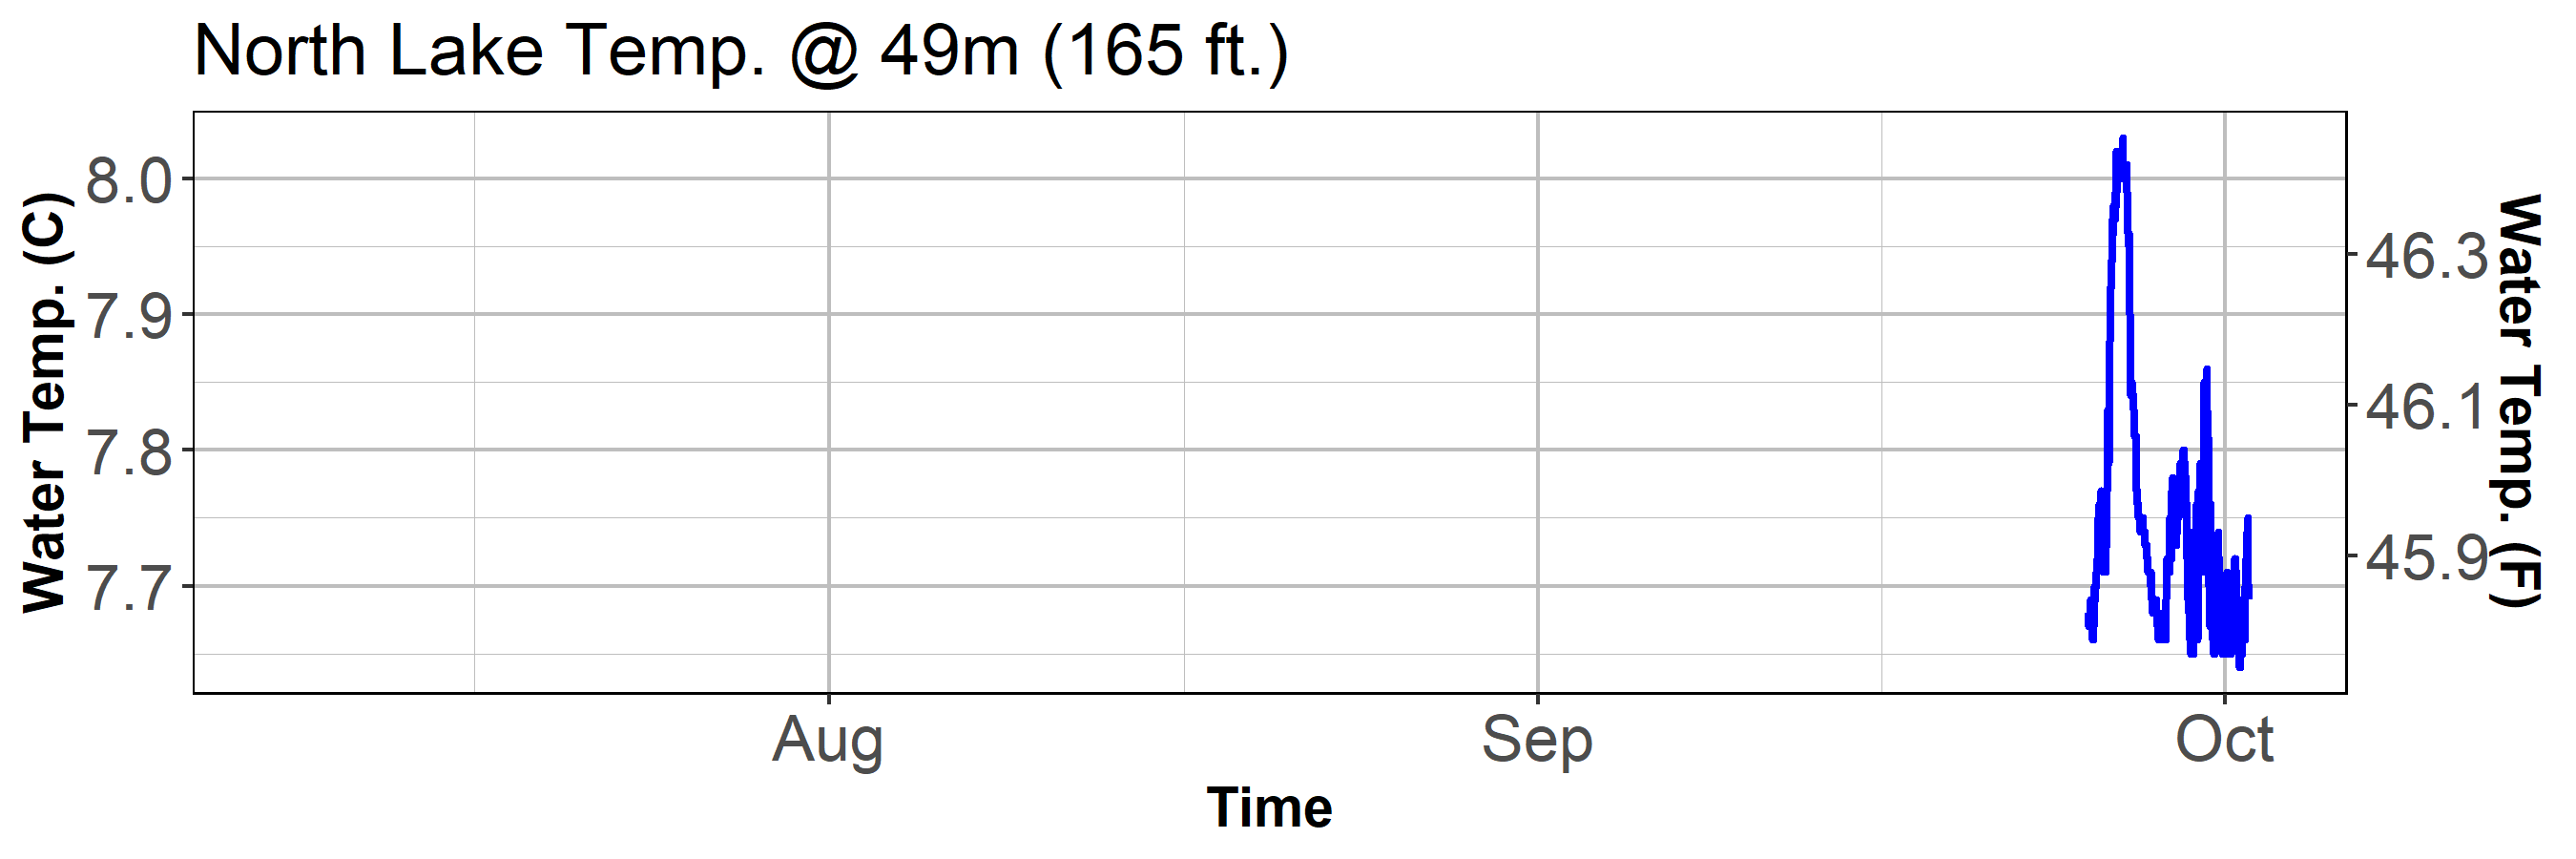 North Lake Temp. @ 49m (165 ft.)
Water Temp. (C)
8.0
7.9
7.8
7.7
46.3
46.1
45.9
Water Temp. (F)
Aug Sep Oct
Time